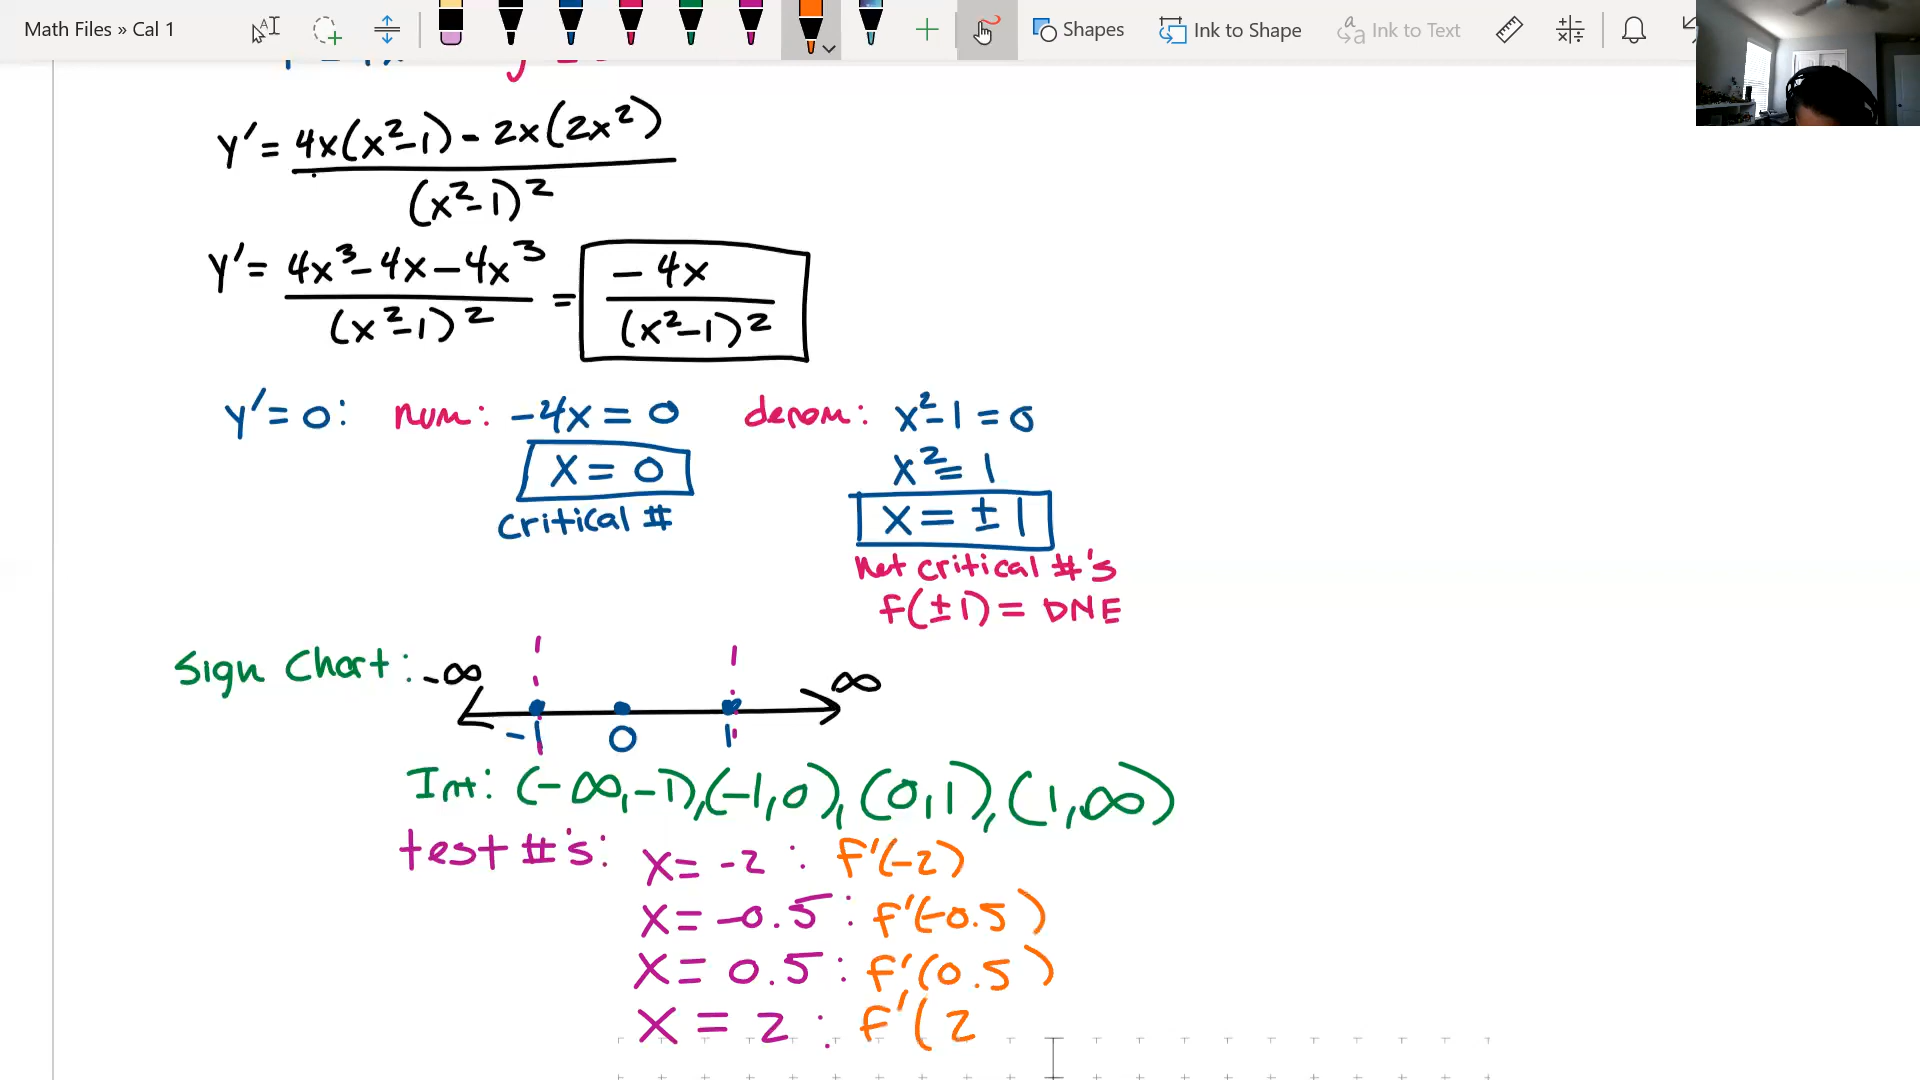 Math Files » Cal 1
Shapes
Ink to Shape
Ink to Text
y' = 4x(x²-1) - 2x(2x²)
(x²-1)²
y' = 4x³-4x-4x³ = -4x
(x²-1)² (x²-1)²
y' = 0: num: -4x = 0 denom: x²-1 = 0
x = 0 x² = 1
critical # x = ± 1
Not critical #'s
f(±1) = DNE
Sign Chart: -∞ ∞
-1 0 1
Int: (-∞,-1),(-1,0),(0,1),(1,∞)
test #'s: x = -2 : f'(-2)
x = -0.5 : f'(-0.5)
x = 0.5 : f'(0.5)
x = 2 : f'(2